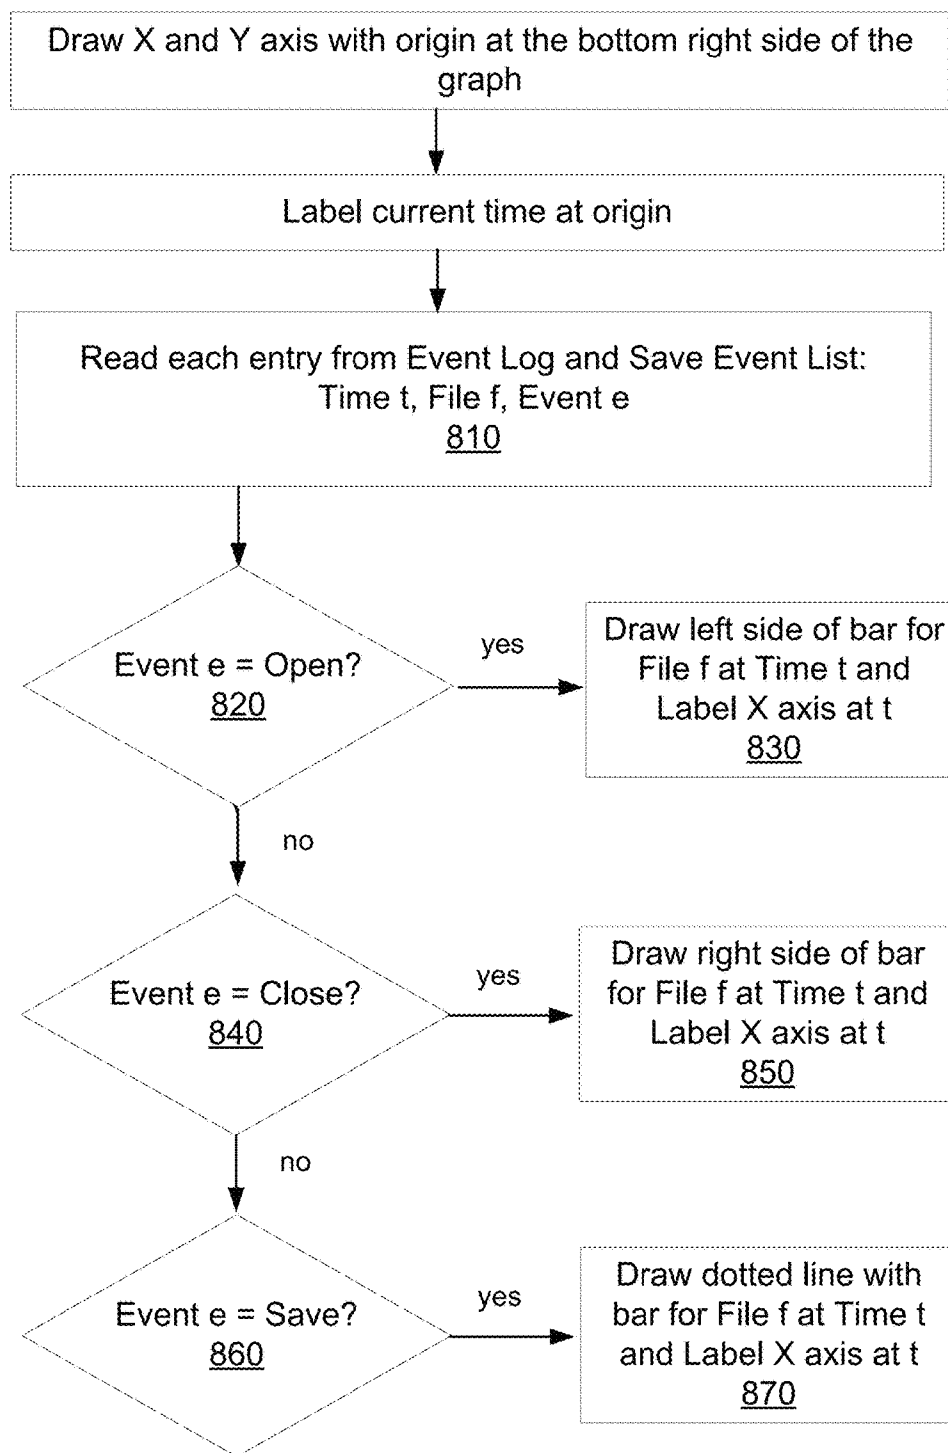 Draw X and Y axis with origin at the bottom right side of the
graph
Label current time at origin
Read each entry from Event Log and Save Event List:
Time t, File f, Event e
810
Event e = Open?
820
yes
Draw left side of bar for
File f at Time t and
Label X axis at t
830
no
Event e = Close?
840
yes
Draw right side of bar
for File f at Time t and
Label X axis at t
850
no
Event e = Save?
860
yes
Draw dotted line with
bar for File f at Time t
and Label X axis at t
870